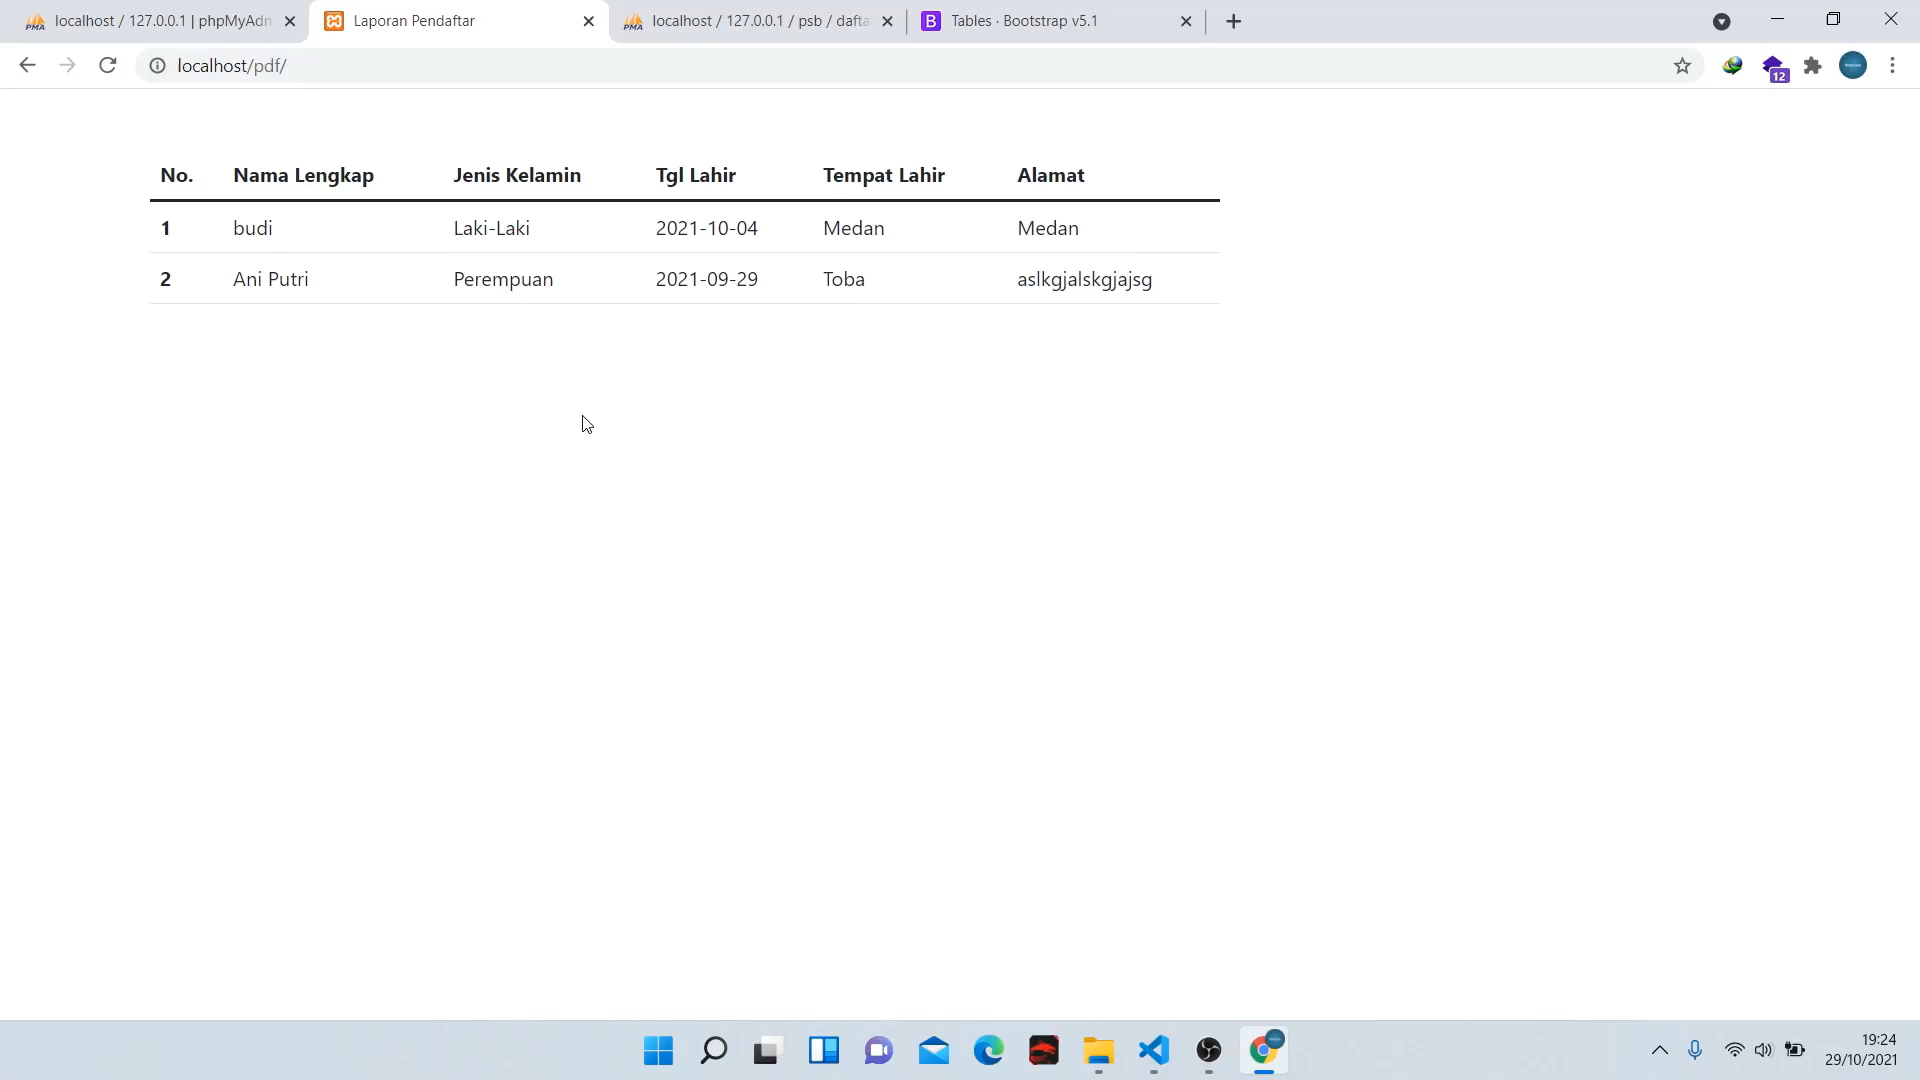 localhost / 127.0.0.1 | phpMyAdm
Laporan Pendaftar
localhost / 127.0.0.1 / psb / dafta
Tables · Bootstrap v5.1
localhost/pdf/
12
No. Nama Lengkap Jenis Kelamin Tgl Lahir Tempat Lahir Alamat
1 budi Laki-Laki 2021-10-04 Medan Medan
2 Ani Putri Perempuan 2021-09-29 Toba aslkgjalskgjajsg
19:24
29/10/2021